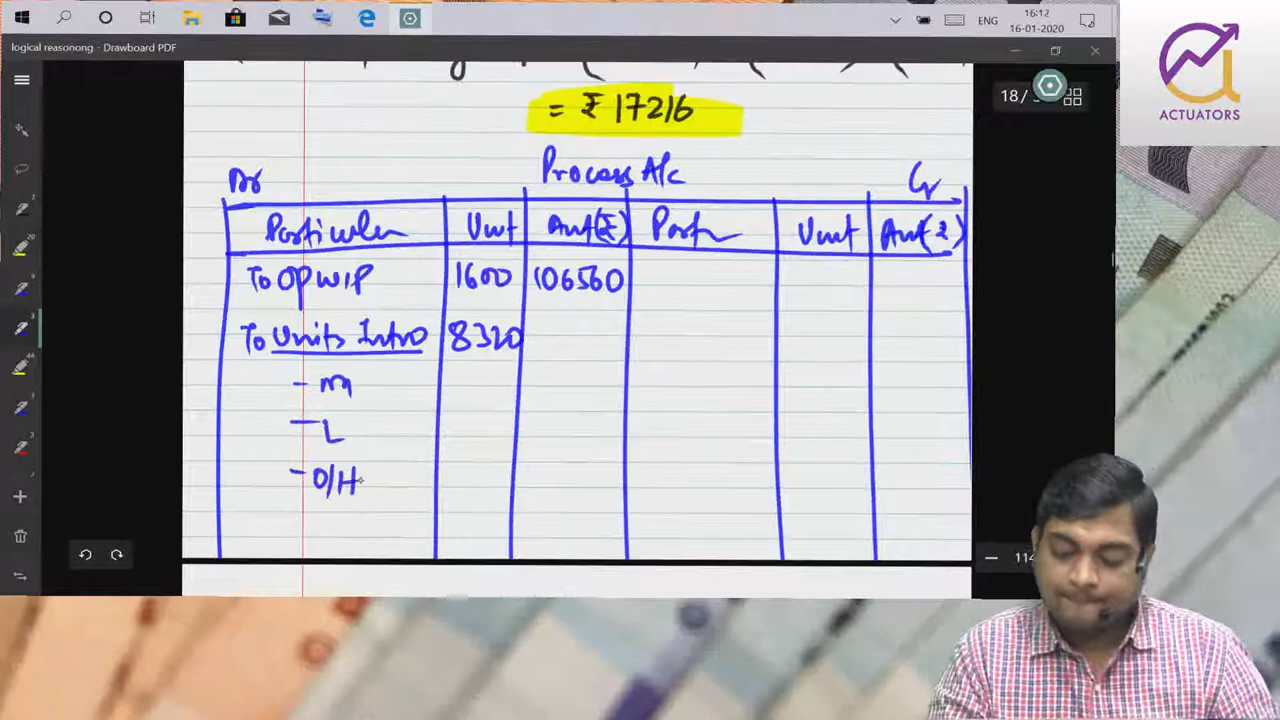 16:12
ENG
16-01-2020
logical reasonong - Drawboard PDF
= ₹ 17216
18/
ACTUATORS
Process A/c
Dr
Cr
Particulars Unit Amt(₹) Unit Amt(₹)
To OP WIP 1600 106560
To Units Intro 8320
- M
- L
- O/H
114